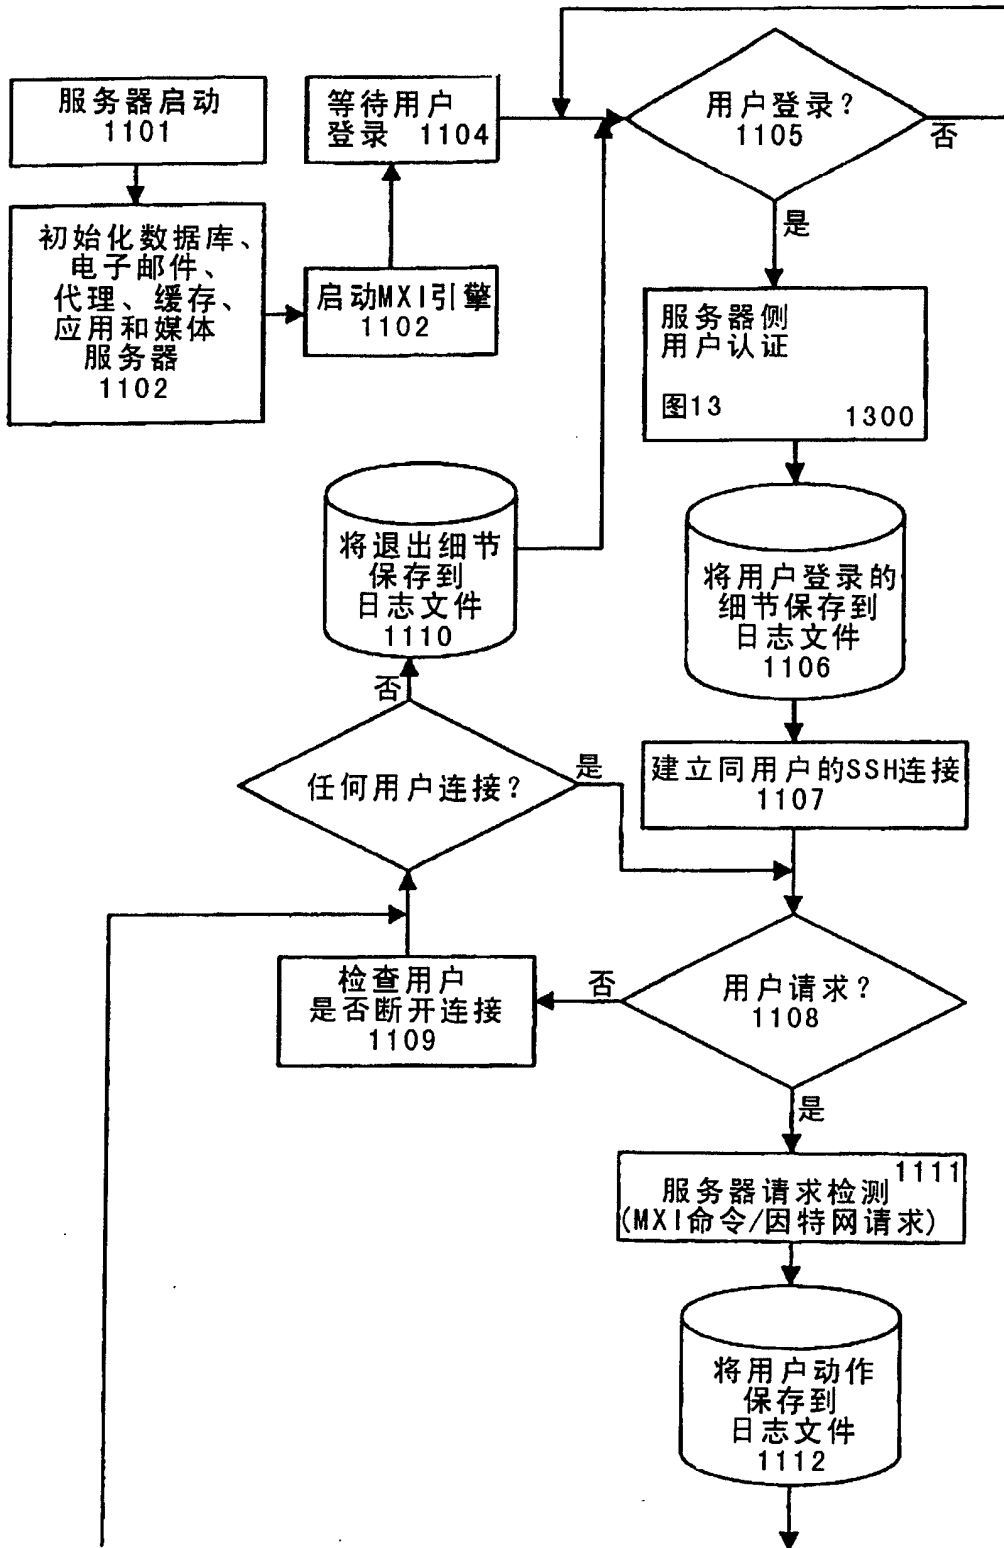 服务器启动
1101
初始化数据库、
电子邮件、
代理、缓存、
应用和媒体
服务器
1102
启动MXI引擎
1102
等待用户
登录 1104
用户登录?
1105
否
是
服务器侧
用户认证
图13
1300
将用户登录的
细节保存到
日志文件
1106
建立同用户的SSH连接
1107
用户请求?
1108
否
是
检查用户
是否断开连接
1109
任何用户连接?
是
否
将退出细节
保存到
日志文件
1110
1111
服务器请求检测
(MXI命令/因特网请求)
将用户动作
保存到
日志文件
1112